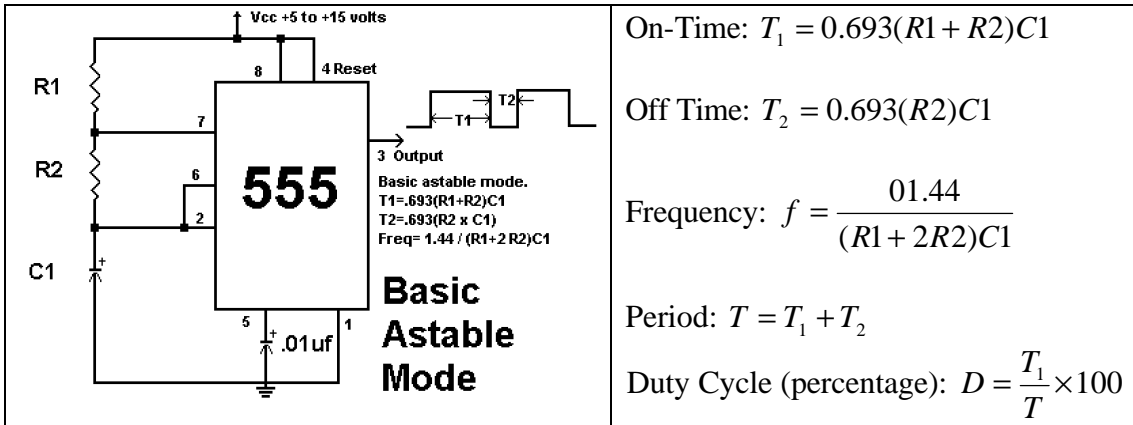 Vcc +5 to +15 volts
8
4 Reset
R1
7
T2
T1
3 Output
R2
6
555
Basic astable mode.
T1=.693(R1+R2)C1
T2=.693(R2 x C1)
Freq= 1.44 / (R1+2 R2)C1
2
C1
+
Basic
Astable
Mode
5
+
.01uf
1
On-Time: T₁ = 0.693(R1 + R2)C1
Off Time: T₂ = 0.693(R2)C1
Frequency: f = 01.44 / (R1 + 2R2)C1
Period: T = T₁ + T₂
Duty Cycle (percentage): D = T₁ / T × 100